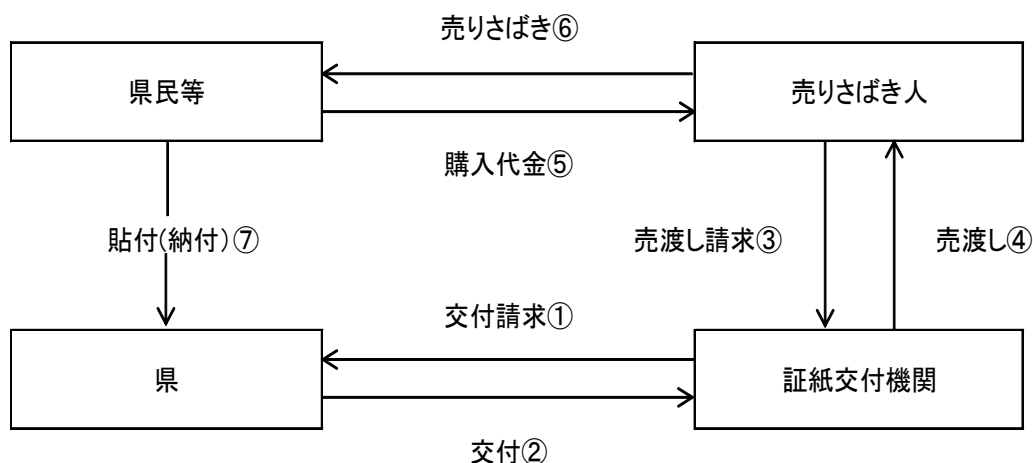 売りさばき⑥
県民等
売りさばき人
購入代金⑤
貼付(納付)⑦
売渡し請求③
売渡し④
交付請求①
県
証紙交付機関
交付②